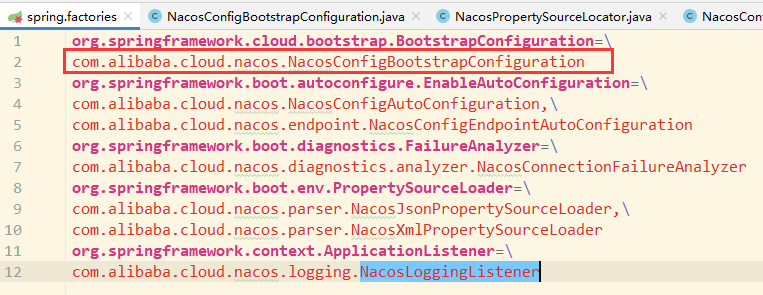 spring.factories × NacosConfigBootstrapConfiguration.java × NacosPropertySourceLocator.java × NacosCon
1 org.springframework.cloud.bootstrap.BootstrapConfiguration=\
2 com.alibaba.cloud.nacos.NacosConfigBootstrapConfiguration
3 org.springframework.boot.autoconfigure.EnableAutoConfiguration=\
4 com.alibaba.cloud.nacos.NacosConfigAutoConfiguration,\
5 com.alibaba.cloud.nacos.endpoint.NacosConfigEndpointAutoConfiguration
6 org.springframework.boot.diagnostics.FailureAnalyzer=\
7 com.alibaba.cloud.nacos.diagnostics.analyzer.NacosConnectionFailureAnalyzer
8 org.springframework.boot.env.PropertySourceLoader=\
9 com.alibaba.cloud.nacos.parser.NacosJsonPropertySourceLoader,\
10 com.alibaba.cloud.nacos.parser.NacosXmlPropertySourceLoader
11 org.springframework.context.ApplicationListener=\
12 com.alibaba.cloud.nacos.logging.NacosLoggingListener